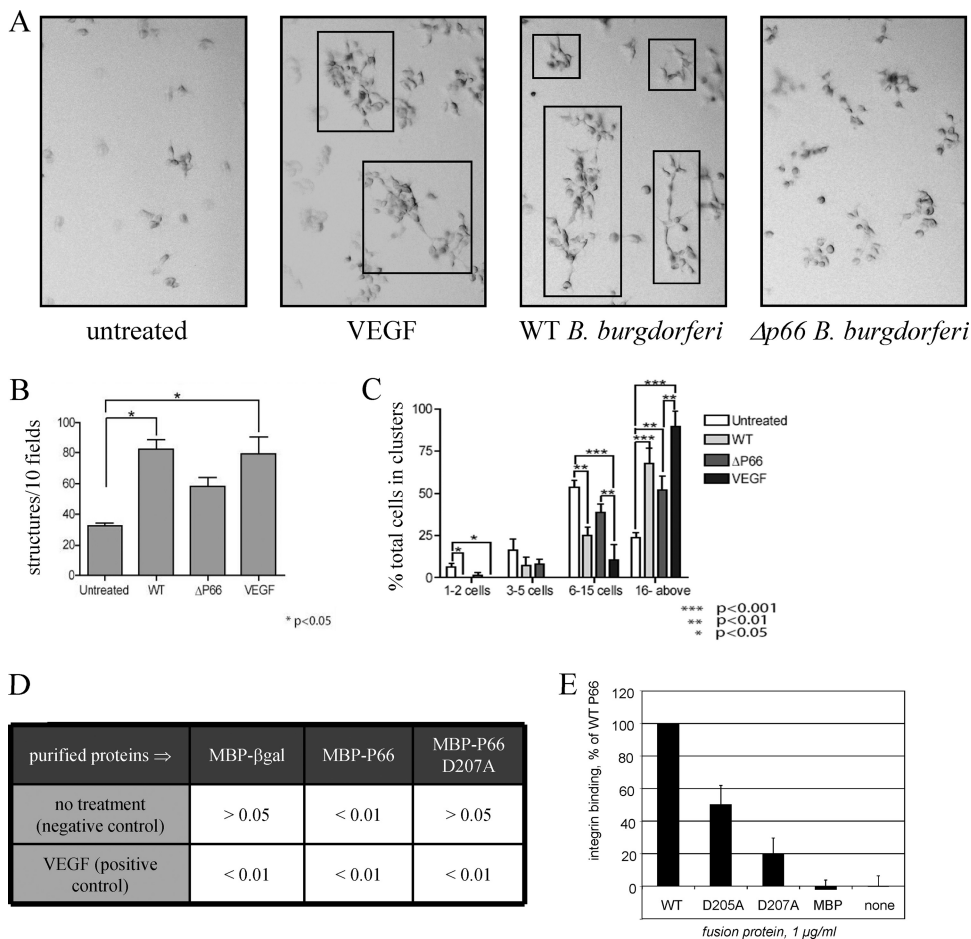 A
untreated
VEGF
WT B. burgdorferi
Δp66 B. burgdorferi
B
structures/10 fields
100
80
60
40
20
0
*
*
Untreated
WT
ΔP66
VEGF
* p<0.05
C
% total cells in clusters
100
75
50
25
0
*
*
**
***
**
***
**
***
**
1-2 cells
3-5 cells
6-15 cells
16- above
Untreated
WT
ΔP66
VEGF
*** p<0.001
** p<0.01
* p<0.05
D
purified proteins ⇒
MBP-βgal
MBP-P66
MBP-P66
D207A
no treatment
(negative control)
> 0.05
< 0.01
> 0.05
VEGF (positive
control)
< 0.01
< 0.01
< 0.01
E
integrin binding, % of WT P66
120
100
80
60
40
20
0
WT
D205A
D207A
MBP
none
fusion protein, 1 µg/ml